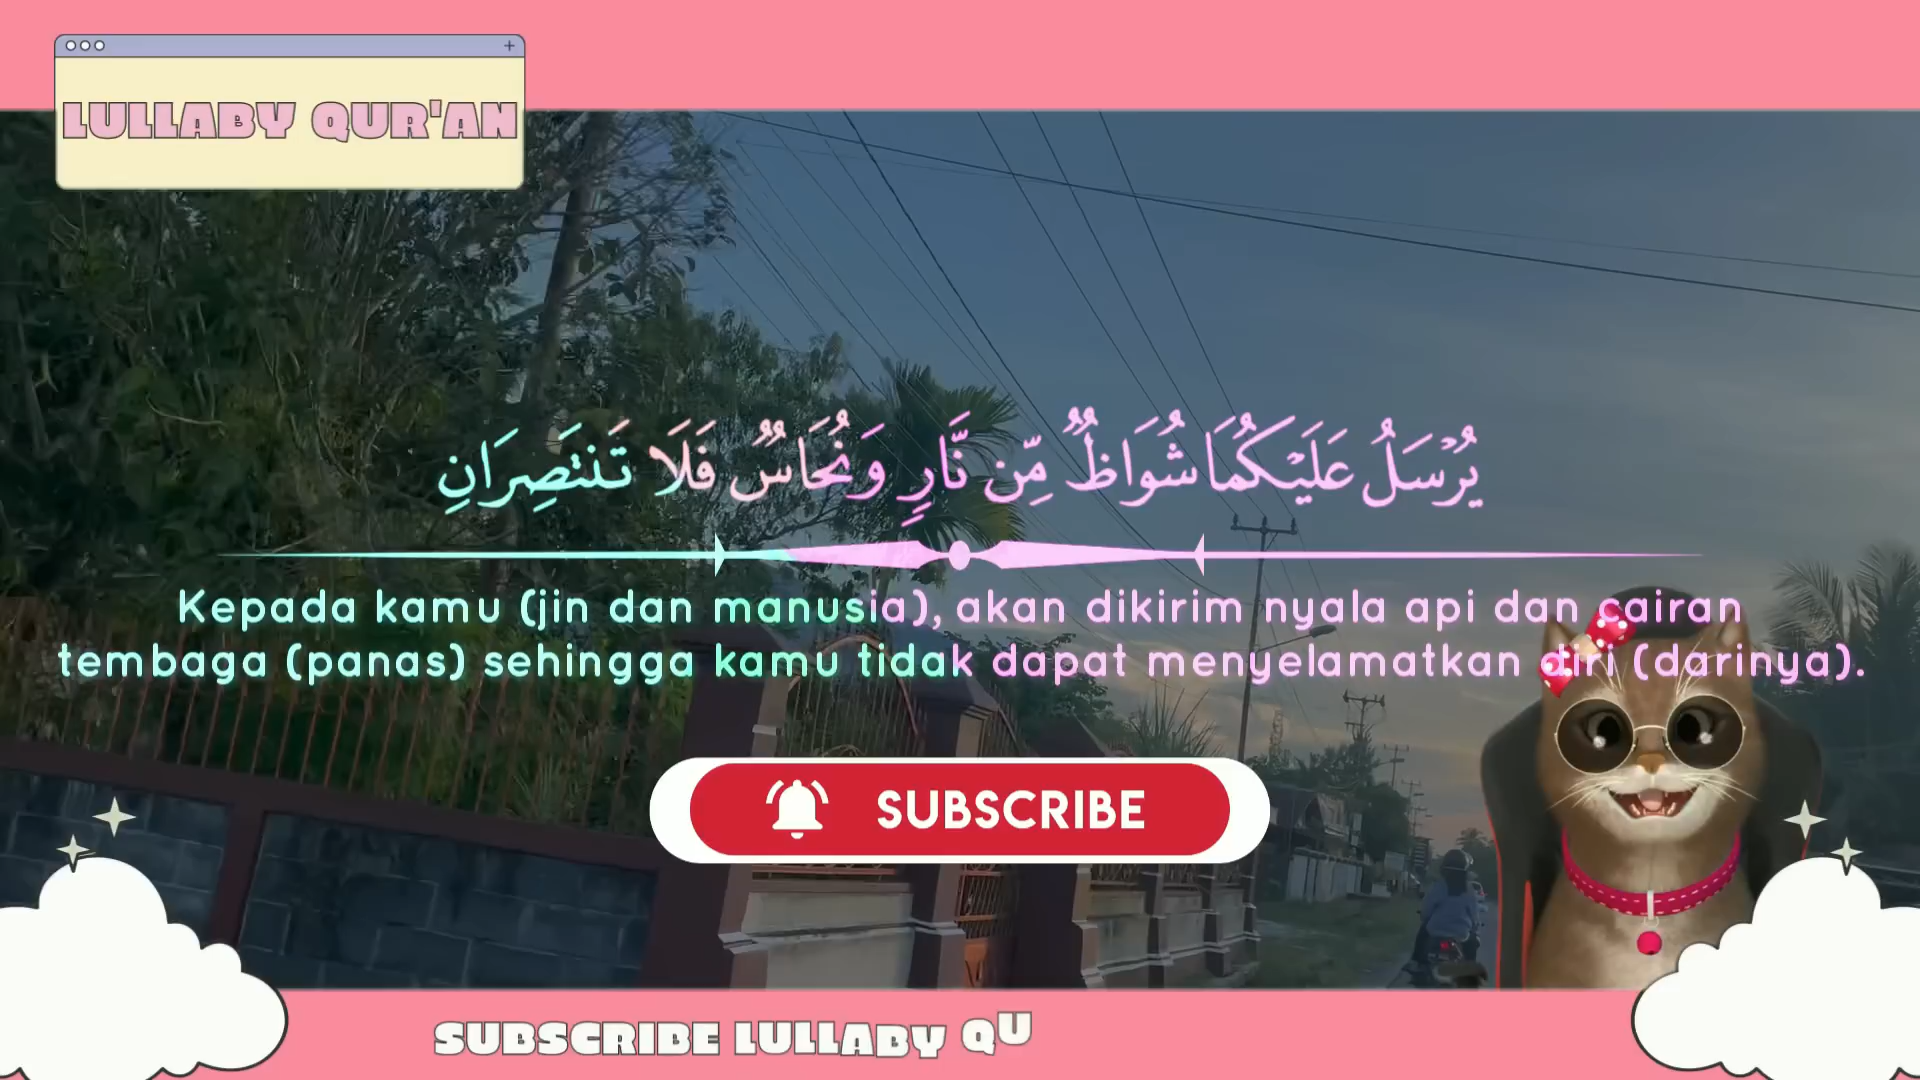 LULLABY QUR'AN
يُرْسَلُ عَلَيْكُمَا شُوَاظٌ مِّن نَّارٍ وَنُحَاسٌ فَلَا تَنتَصِرَانِ
Kepada kamu (jin dan manusia), akan dikirim nyala api dan cairan
tembaga (panas) sehingga kamu tidak dapat menyelamatkan diri (darinya).
SUBSCRIBE
SUBSCRIBE LULLABY QU